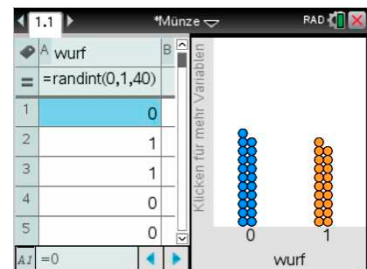 1.1 *Münze RAD
A wurf B
= =randint(0,1,40)
1 0
2 1
3 1
4 0
5 0
A1 =0
Klicken für mehr Variablen
0 1
wurf